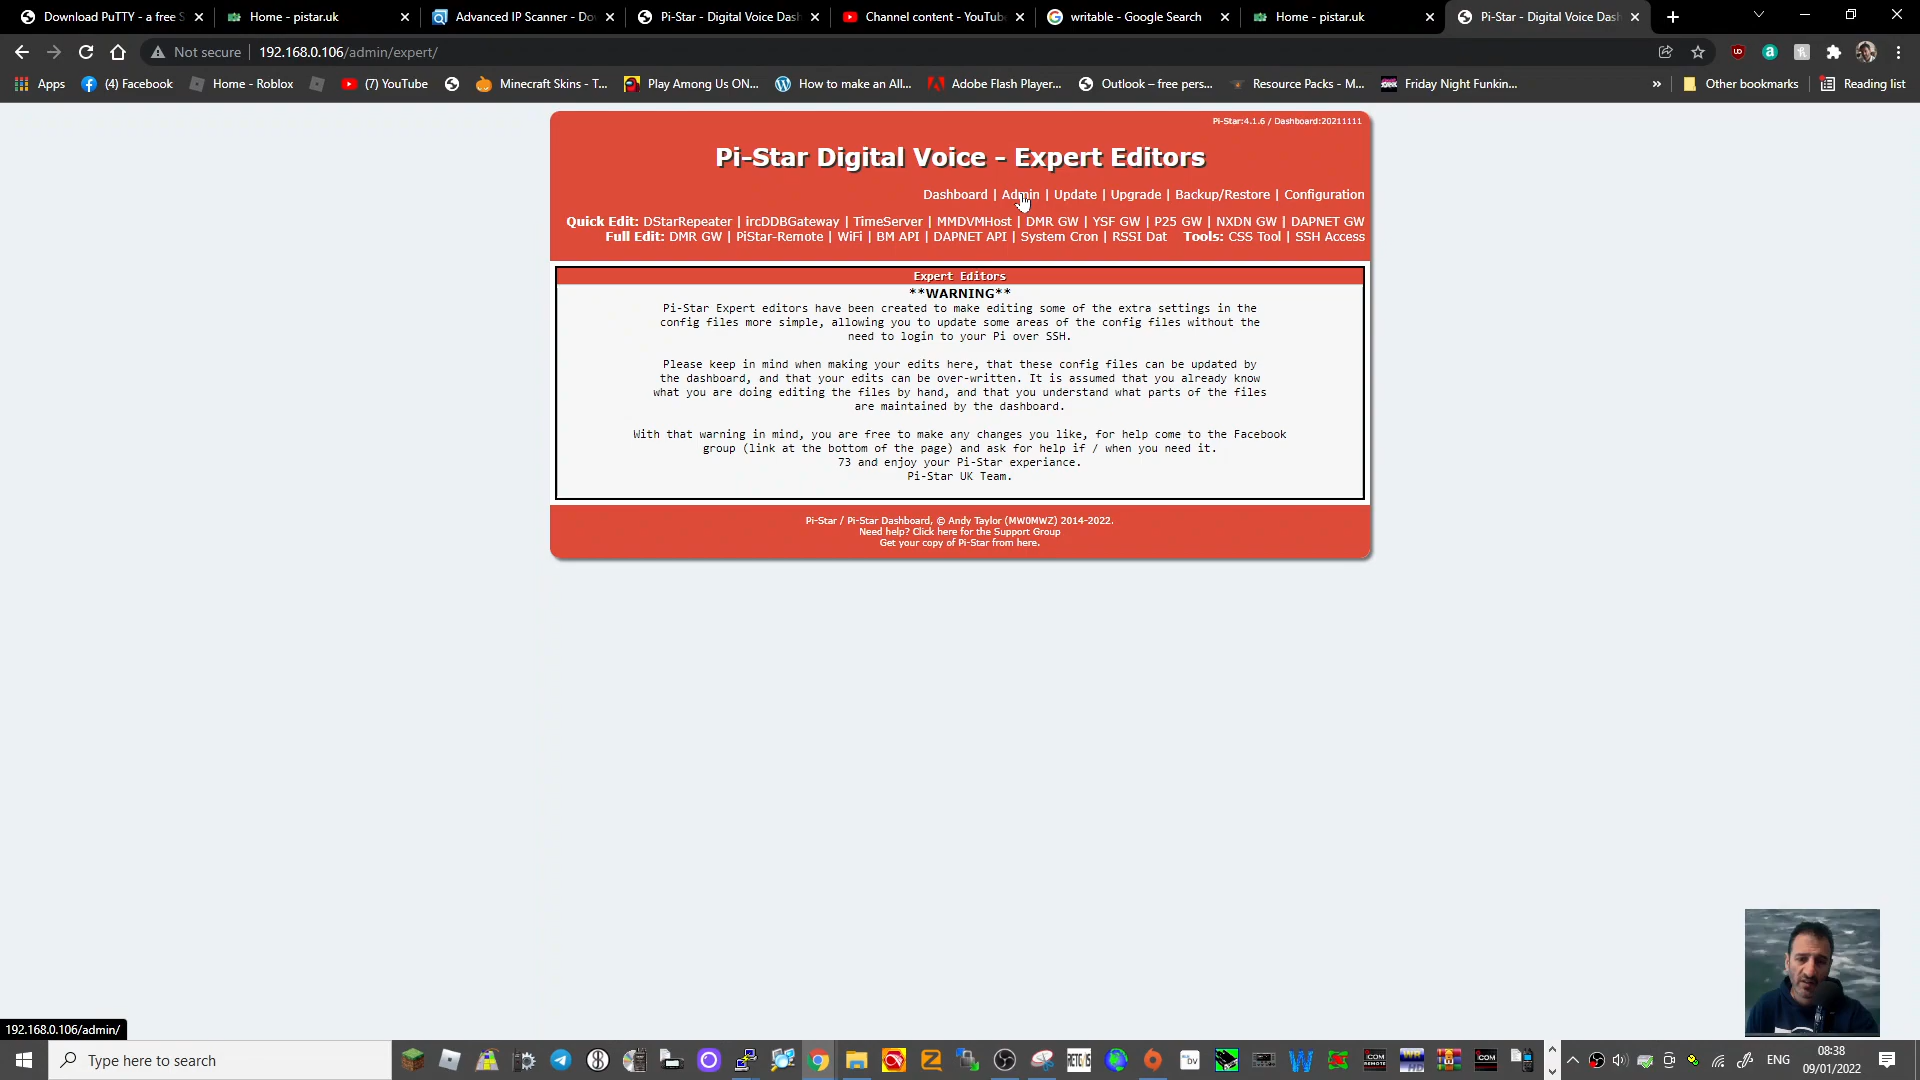 Download PuTTY - a free S
Home - pistar.uk
Advanced IP Scanner - Do
Pi-Star - Digital Voice Dash
Channel content - YouTube
writable - Google Search
Home - pistar.uk
Pi-Star - Digital Voice Dash
Not secure 192.168.0.106/admin/expert/
Apps (4) Facebook Home - Roblox (7) YouTube Minecraft Skins - T... Play Among Us ON... How to make an All... Adobe Flash Player... Outlook – free pers... Resource Packs - M... Friday Night Funkin... » Other bookmarks Reading list
Pi-Star:4.1.6 / Dashboard:20211111
Pi-Star Digital Voice - Expert Editors
Dashboard | Admin | Update | Upgrade | Backup/Restore | Configuration
Quick Edit: DStarRepeater | ircDDBGateway | TimeServer | MMDVMHost | DMR GW | YSF GW | P25 GW | NXDN GW | DAPNET GW
Full Edit: DMR GW | PiStar-Remote | WiFi | BM API | DAPNET API | System Cron | RSSI Dat Tools: CSS Tool | SSH Access
Expert Editors
**WARNING**
Pi-Star Expert editors have been created to make editing some of the extra settings in the
config files more simple, allowing you to update some areas of the config files without the
need to login to your Pi over SSH.
Please keep in mind when making your edits here, that these config files can be updated by
the dashboard, and that your edits can be over-written. It is assumed that you already know
what you are doing editing the files by hand, and that you understand what parts of the files
are maintained by the dashboard.
With that warning in mind, you are free to make any changes you like, for help come to the Facebook
group (link at the bottom of the page) and ask for help if / when you need it.
73 and enjoy your Pi-Star experiance.
Pi-Star UK Team.
Pi-Star / Pi-Star Dashboard, © Andy Taylor (MW0MWZ) 2014-2022.
Need help? Click here for the Support Group
Get your copy of Pi-Star from here.
192.168.0.106/admin/
Type here to search
ENG
08:38
09/01/2022